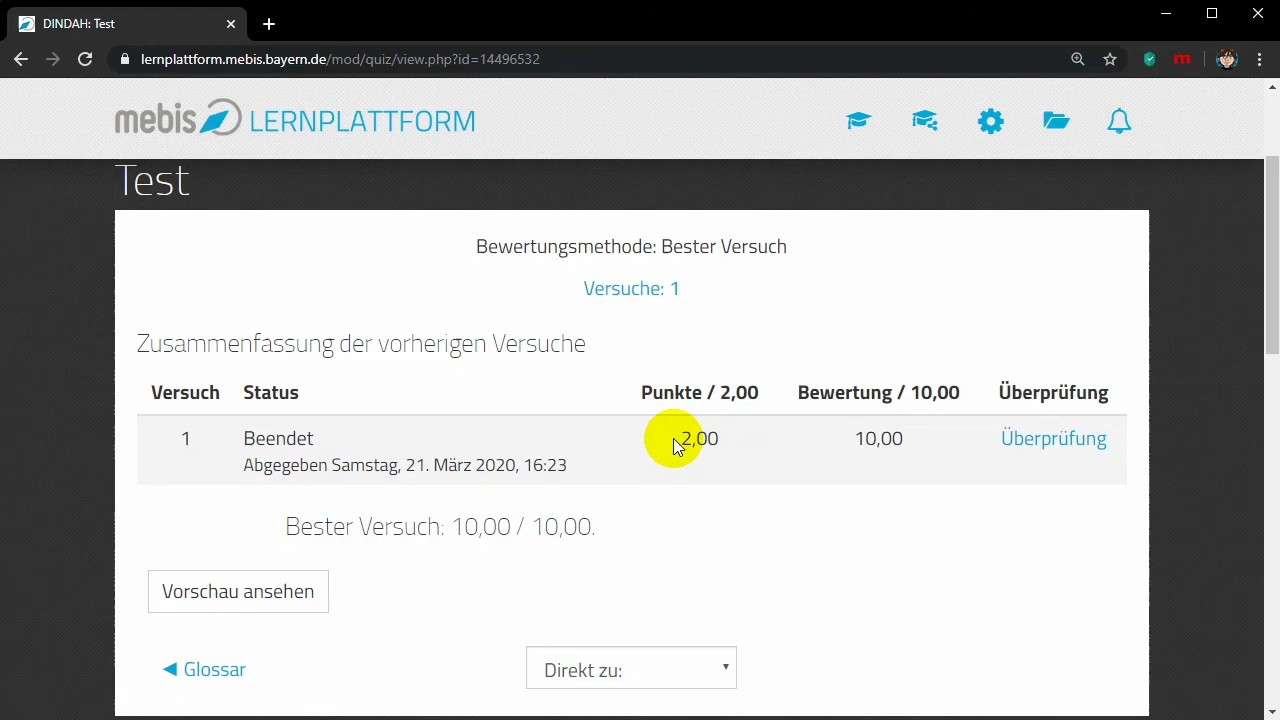 DINDAH: Test
lernplattform.mebis.bayern.de/mod/quiz/view.php?id=14496532
m
mebis LERNPLATTFORM
Test
Bewertungsmethode: Bester Versuch
Versuche: 1
Zusammenfassung der vorherigen Versuche
Versuch Status Punkte / 2,00 Bewertung / 10,00 Überprüfung
1 Beendet 2,00 10,00 Überprüfung
Abgegeben Samstag, 21. März 2020, 16:23
Bester Versuch: 10,00 / 10,00.
Vorschau ansehen
◀ Glossar Direkt zu: